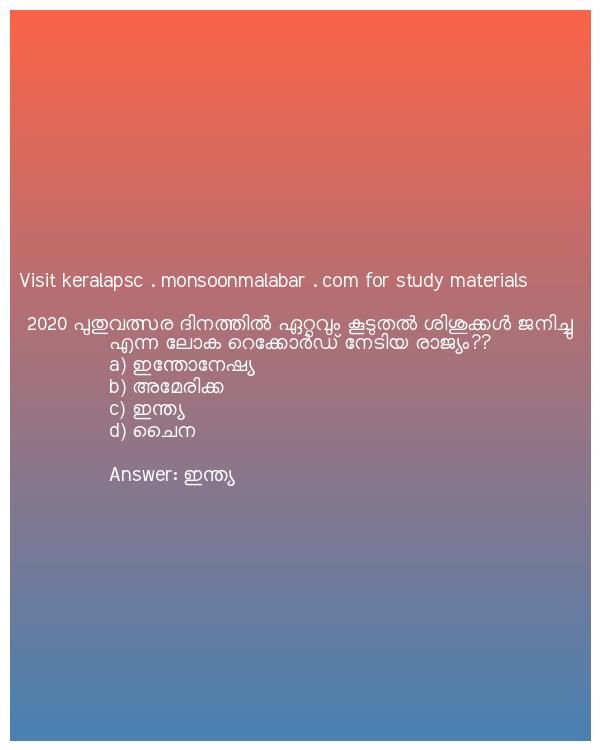 Visit keralapsc . monsoonmalabar . com for study materials
2020 പുതുവത്സര ദിനത്തിൽ ഏറ്റവും കൂടുതൽ ശിശുക്കൾ ജനിച്ചു
എന്ന ലോക റെക്കോർഡ് നേടിയ രാജ്യം??
a) ഇന്തോനേഷ്യ
b) അമേരിക്ക
c) ഇന്ത്യ
d) ചൈന
Answer: ഇന്ത്യ